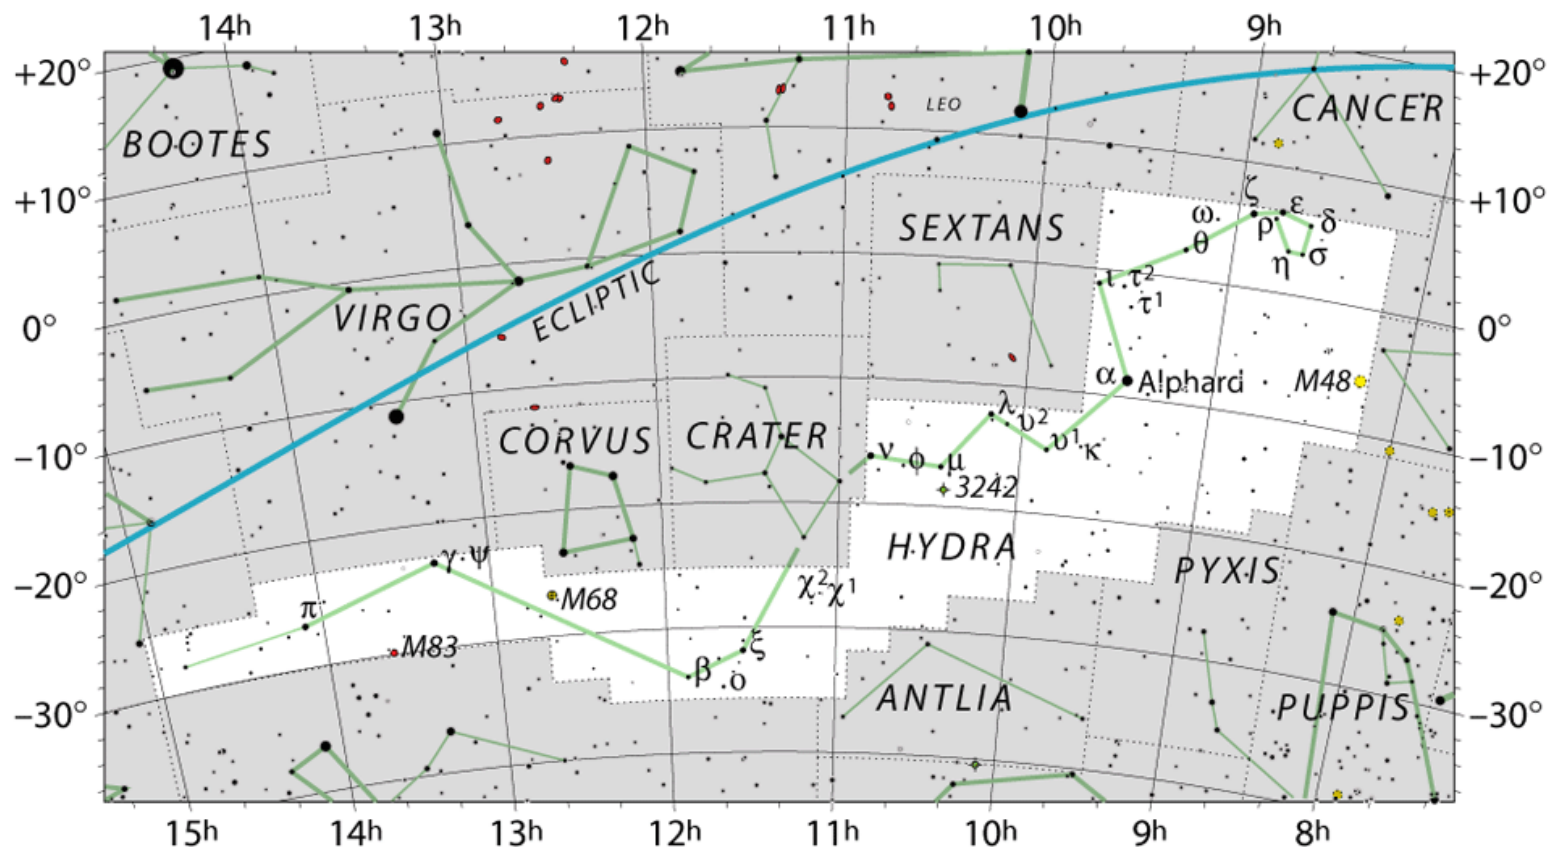 14h 13h 12h 11h 10h 9h
+20° +20°
LEO
CANCER
BOOTES
+10° +10°
ζ ε δ
ω ρ
SEXTANS
θ η σ
ι τ² τ¹
VIRGO
ECLIPTIC
0° 0°
α Alphard
M48
λ υ² υ¹ κ
CORVUS CRATER
ν φ μ
−10° −10°
3242
HYDRA
γ ψ
PYXIS
−20° −20°
χ² χ¹
π M68
M83
ξ
β ο
ANTLIA
PUPPIS
−30° −30°
15h 14h 13h 12h 11h 10h 9h 8h